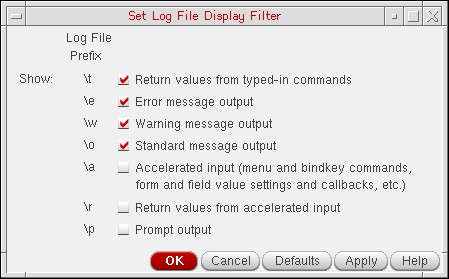 Set Log File Display Filter
Log File
Prefix
Show: \t Return values from typed-in commands
\e Error message output
\w Warning message output
\o Standard message output
\a Accelerated input (menu and bindkey commands,
form and field value settings and callbacks, etc.)
\r Return values from accelerated input
\p Prompt output
OK Cancel Defaults Apply Help